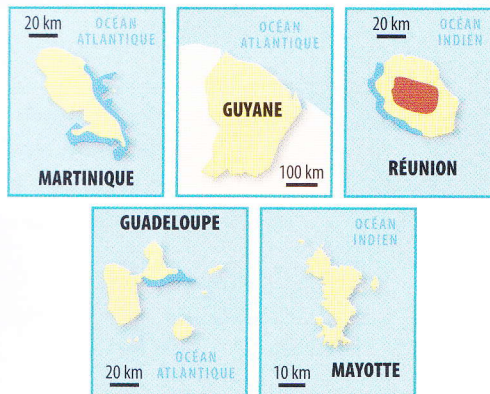 20 km
OCÉAN
ATLANTIQUE
MARTINIQUE
OCÉAN
ATLANTIQUE
GUYANE
100 km
20 km
OCÉAN
INDIEN
RÉUNION
GUADELOUPE
20 km
OCÉAN
ATLANTIQUE
OCÉAN
INDIEN
10 km
MAYOTTE